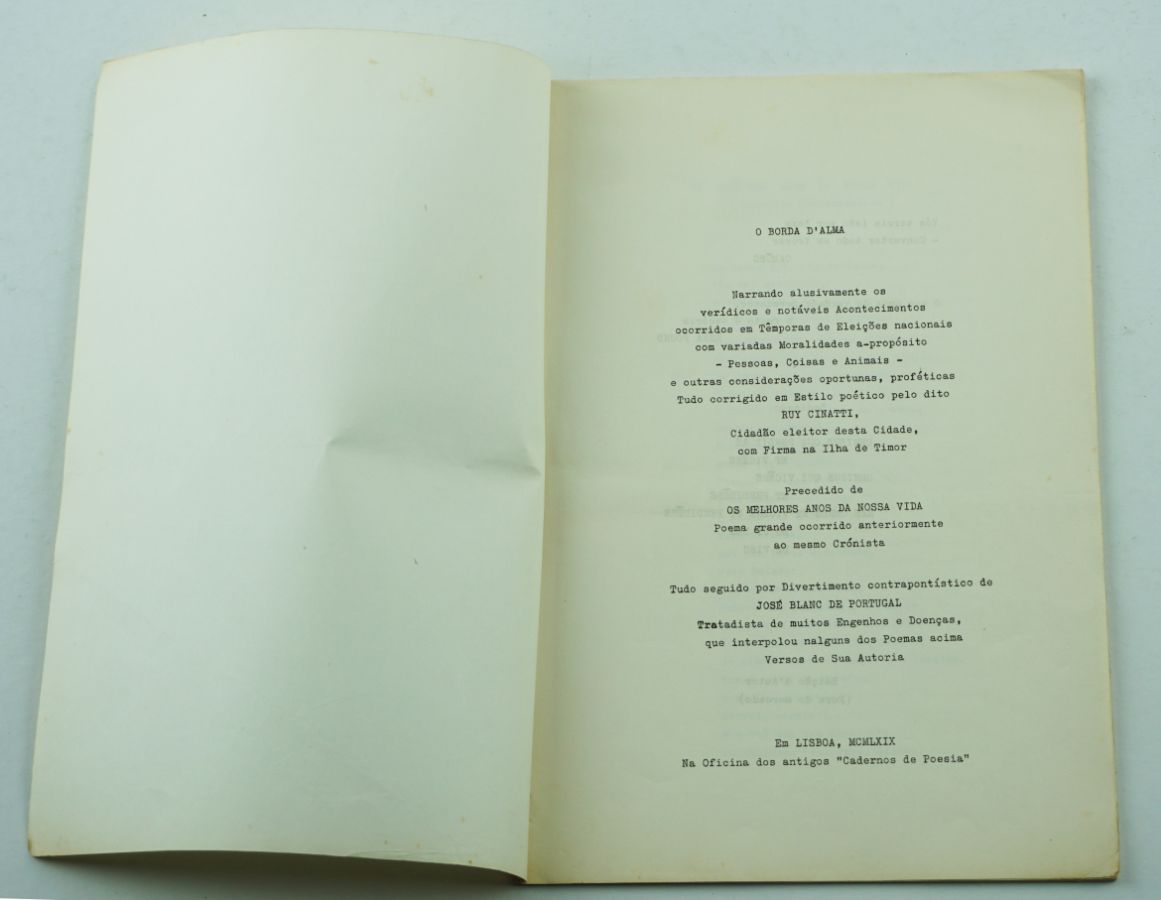 O BORDA D'ALMA
Narrando alusivamente os
verídicos e notáveis Acontecimentos
ocorridos em Têmporas de Eleições nacionais
com variadas Moralidades a-propósito
- Pessoas, Coisas e Animais -
e outras considerações oportunas, proféticas
Tudo corrigido em Estilo poético pelo dito
RUY CINATTI,
Cidadão eleitor desta Cidade,
com Firma na Ilha de Timor
Precedido de
OS MELHORES ANOS DA NOSSA VIDA
Poema grande ocorrido anteriormente
ao mesmo Crónista
Tudo seguido por Divertimento contrapontístico de
JOSÉ BLANC DE PORTUGAL
Tratadista de muitos Engenhos e Doenças,
que interpolou nalguns dos Poemas acima
Versos de Sua Autoria
Em LISBOA, MCMLXIX
Na Oficina dos antigos "Cadernos de Poesia"